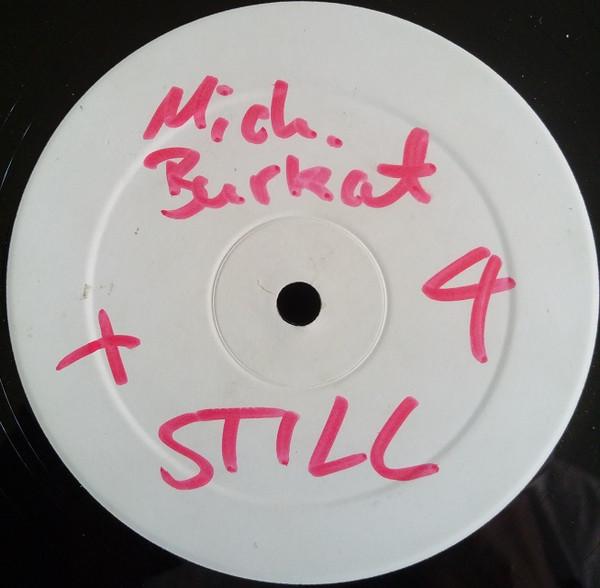 Mich.
Burkat
+ 4
STILL